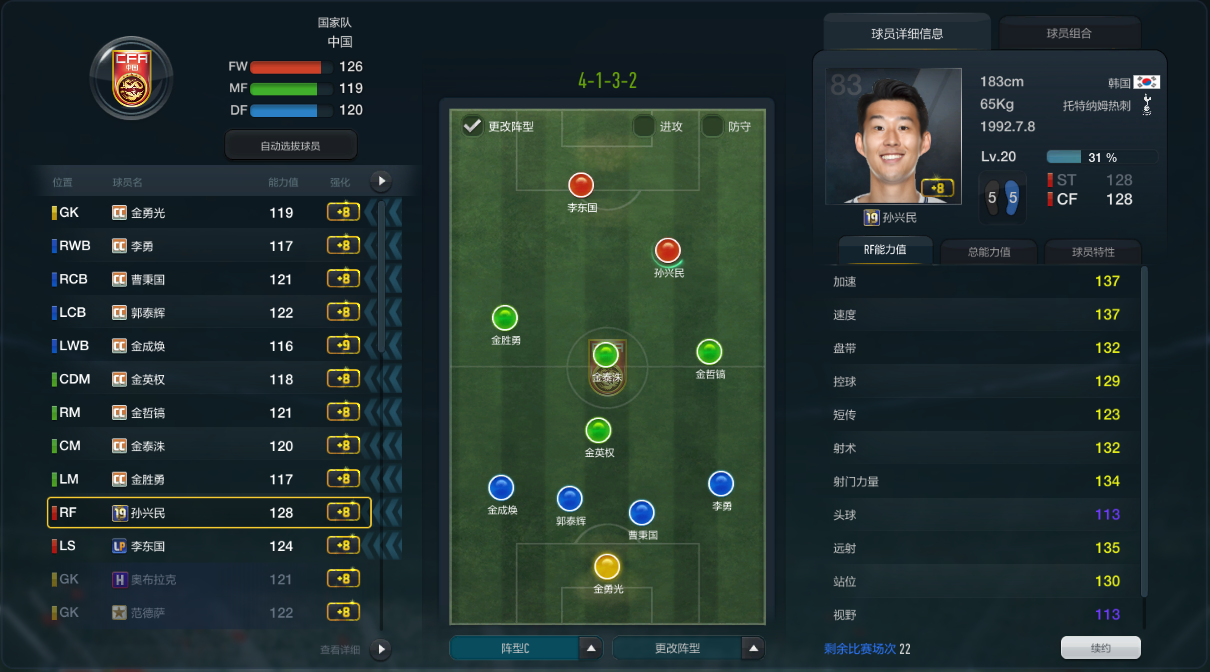 国家队
中国
FW 126
MF 119
DF 120
自动选拔球员
位置 球员名 能力值 强化
GK CC 金勇光 119 +8
RWB CC 李勇 117 +8
RCB CC 曹秉国 121 +8
LCB CC 郭泰辉 122 +8
LWB CC 金成焕 116 +9
CDM CC 金英权 118 +8
RM CC 金哲镐 121 +8
CM CC 金泰洙 120 +8
LM CC 金胜勇 117 +8
RF 19 孙兴民 128 +8
LS UP 李东国 124 +8
GK H 奥布拉克 121 +8
GK 范德萨 122 +8
查看详细
4-1-3-2
更改阵型 进攻 防守
李东国
孙兴民
金胜勇
金泰洙
金哲镐
金英权
金成焕
郭泰辉
曹秉国
李勇
金勇光
阵型C
更改阵型
球员详细信息 球员组合
83
+8
19 孙兴民
183cm 韩国
65Kg 托特纳姆热刺
1992.7.8
Lv.20 31 %
5 5
ST 128
CF 128
RF能力值 总能力值 球员特性
加速 137
速度 137
盘带 132
控球 129
短传 123
射术 132
射门力量 134
头球 113
远射 135
站位 130
视野 113
剩余比赛场次 22
续约
CFA
中国